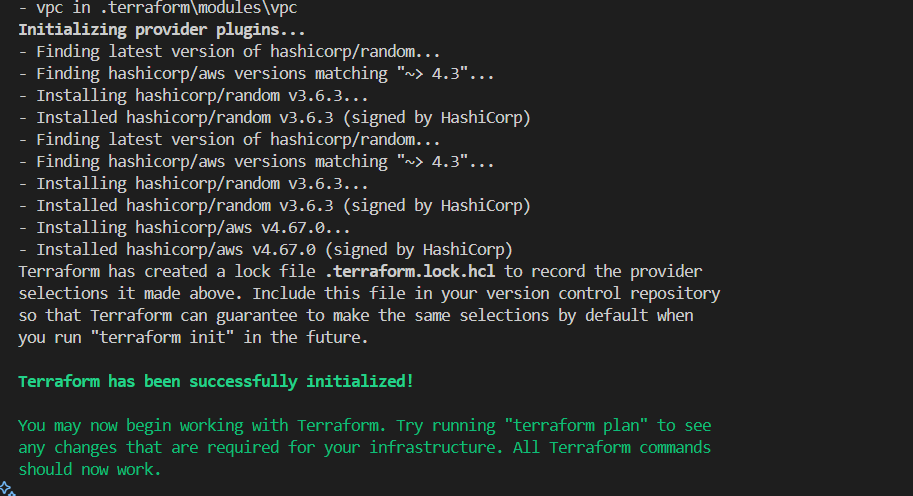 - vpc in .terraform\modules\vpc
Initializing provider plugins...
- Finding latest version of hashicorp/random...
- Finding hashicorp/aws versions matching "~> 4.3"...
- Installing hashicorp/random v3.6.3...
- Installed hashicorp/random v3.6.3 (signed by HashiCorp)
- Finding latest version of hashicorp/random...
- Finding hashicorp/aws versions matching "~> 4.3"...
- Installing hashicorp/random v3.6.3...
- Installed hashicorp/random v3.6.3 (signed by HashiCorp)
- Installing hashicorp/aws v4.67.0...
- Installed hashicorp/aws v4.67.0 (signed by HashiCorp)
Terraform has created a lock file .terraform.lock.hcl to record the provider
selections it made above. Include this file in your version control repository
so that Terraform can guarantee to make the same selections by default when
you run "terraform init" in the future.
Terraform has been successfully initialized!
You may now begin working with Terraform. Try running "terraform plan" to see
any changes that are required for your infrastructure. All Terraform commands
should now work.